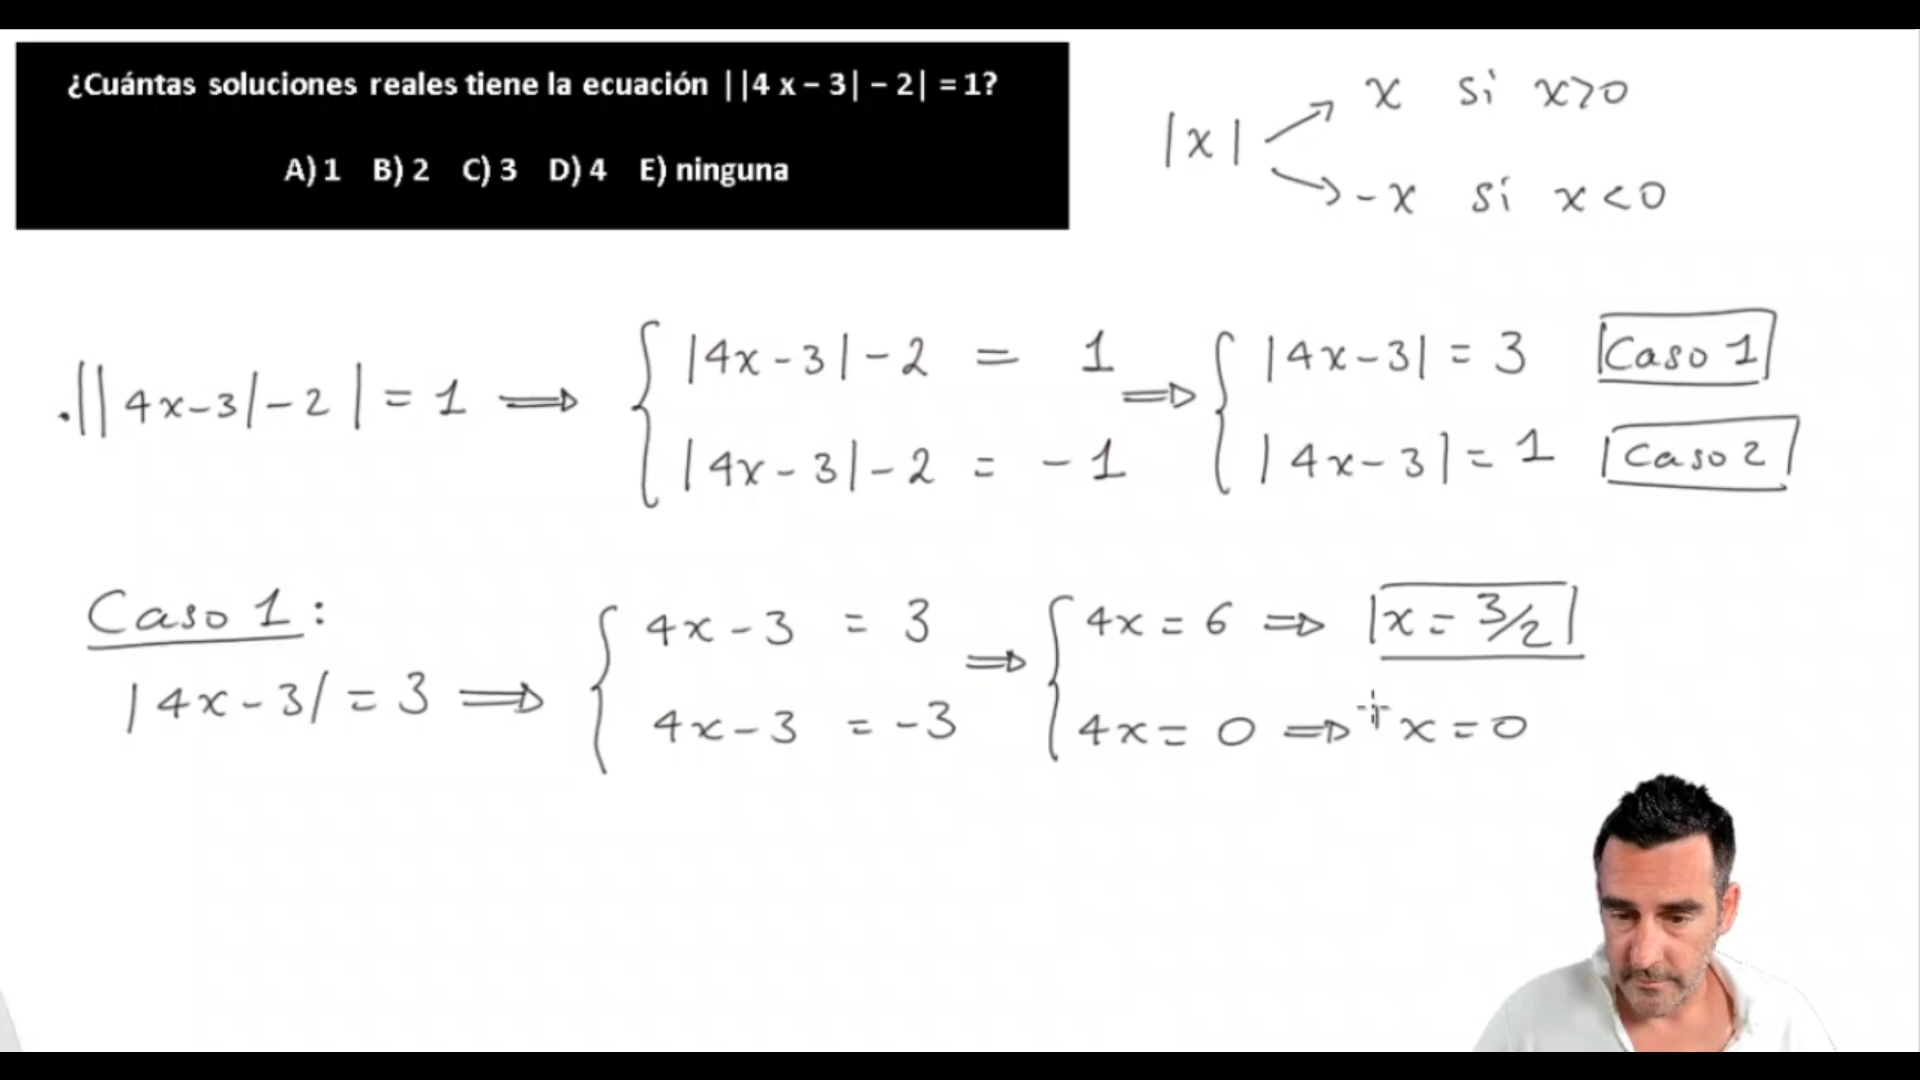 ¿Cuántas soluciones reales tiene la ecuación ||4 x – 3| – 2| = 1?
A) 1 B) 2 C) 3 D) 4 E) ninguna
|x|
x si x>0
-x si x<0
.||4x-3|-2|=1 ⇒
|4x-3|-2 = 1
|4x-3|-2 = -1
⇒
|4x-3| = 3 Caso 1
|4x-3| = 1 Caso 2
Caso 1:
|4x-3| = 3 ⇒
4x-3 = 3
4x-3 = -3
⇒
4x = 6 ⇒ x = 3/2
4x = 0 ⇒ x = 0